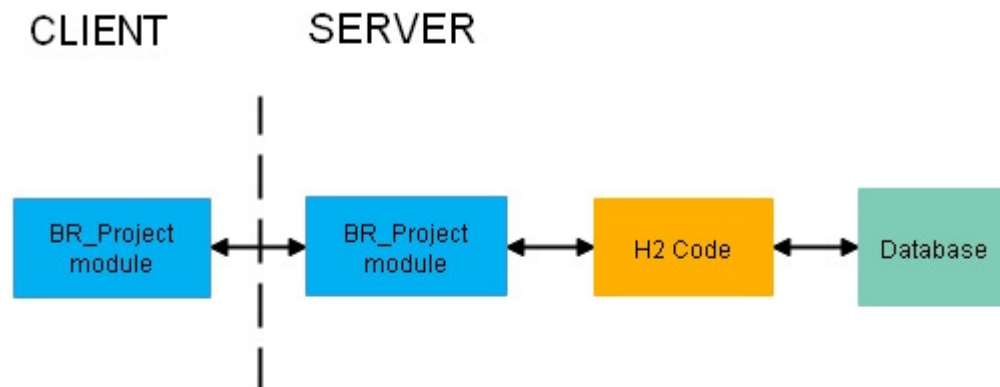 CLIENT
SERVER
BR_Project
module
BR_Project
module
H2 Code
Database